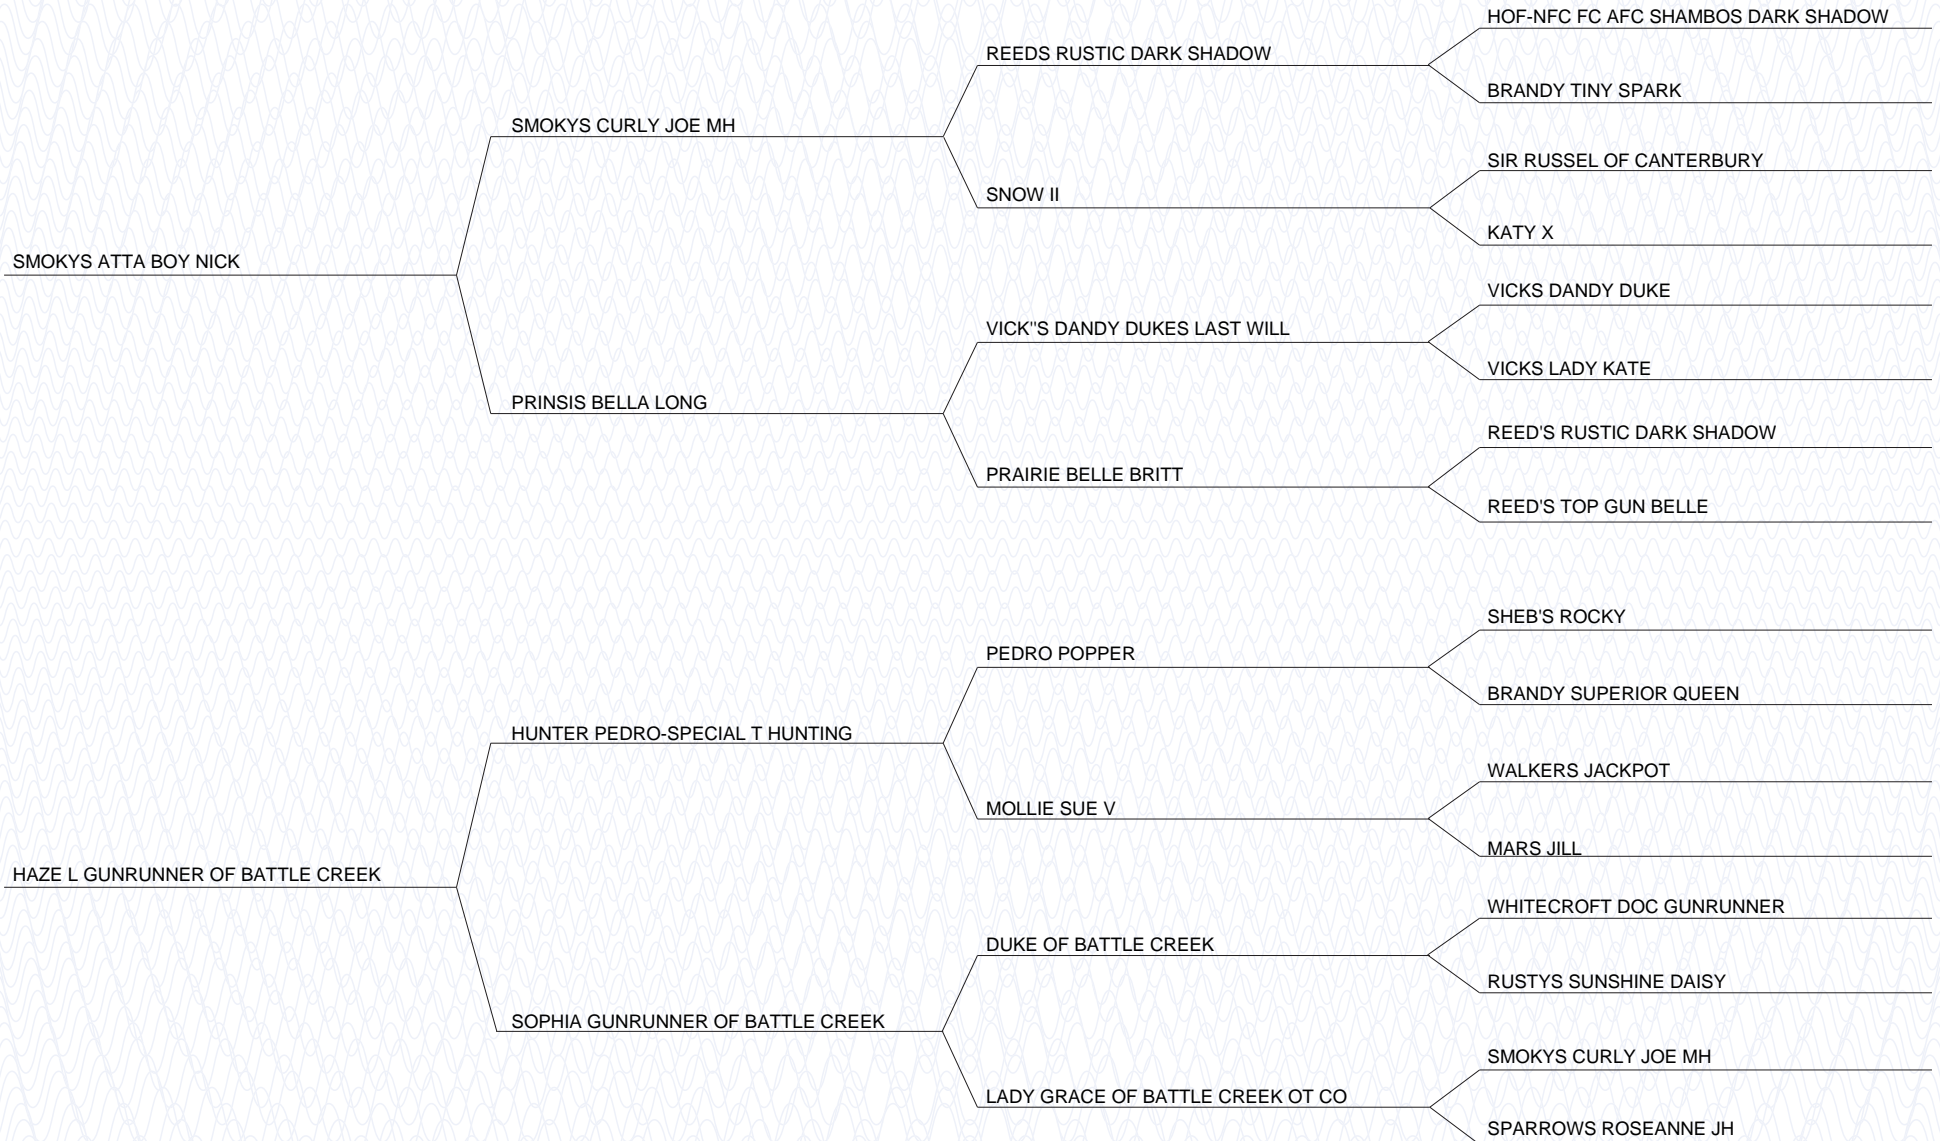 HOF-NFC FC AFC SHAMBOS DARK SHADOW
REEDS RUSTIC DARK SHADOW
BRANDY TINY SPARK
SMOKYS CURLY JOE MH
SIR RUSSEL OF CANTERBURY
SNOW II
KATY X
SMOKYS ATTA BOY NICK
VICKS DANDY DUKE
VICK"S DANDY DUKES LAST WILL
VICKS LADY KATE
PRINSIS BELLA LONG
REED'S RUSTIC DARK SHADOW
PRAIRIE BELLE BRITT
REED'S TOP GUN BELLE
SHEB'S ROCKY
PEDRO POPPER
BRANDY SUPERIOR QUEEN
HUNTER PEDRO-SPECIAL T HUNTING
WALKERS JACKPOT
MOLLIE SUE V
MARS JILL
HAZE L GUNRUNNER OF BATTLE CREEK
WHITECROFT DOC GUNRUNNER
DUKE OF BATTLE CREEK
RUSTYS SUNSHINE DAISY
SOPHIA GUNRUNNER OF BATTLE CREEK
SMOKYS CURLY JOE MH
LADY GRACE OF BATTLE CREEK OT CO
SPARROWS ROSEANNE JH